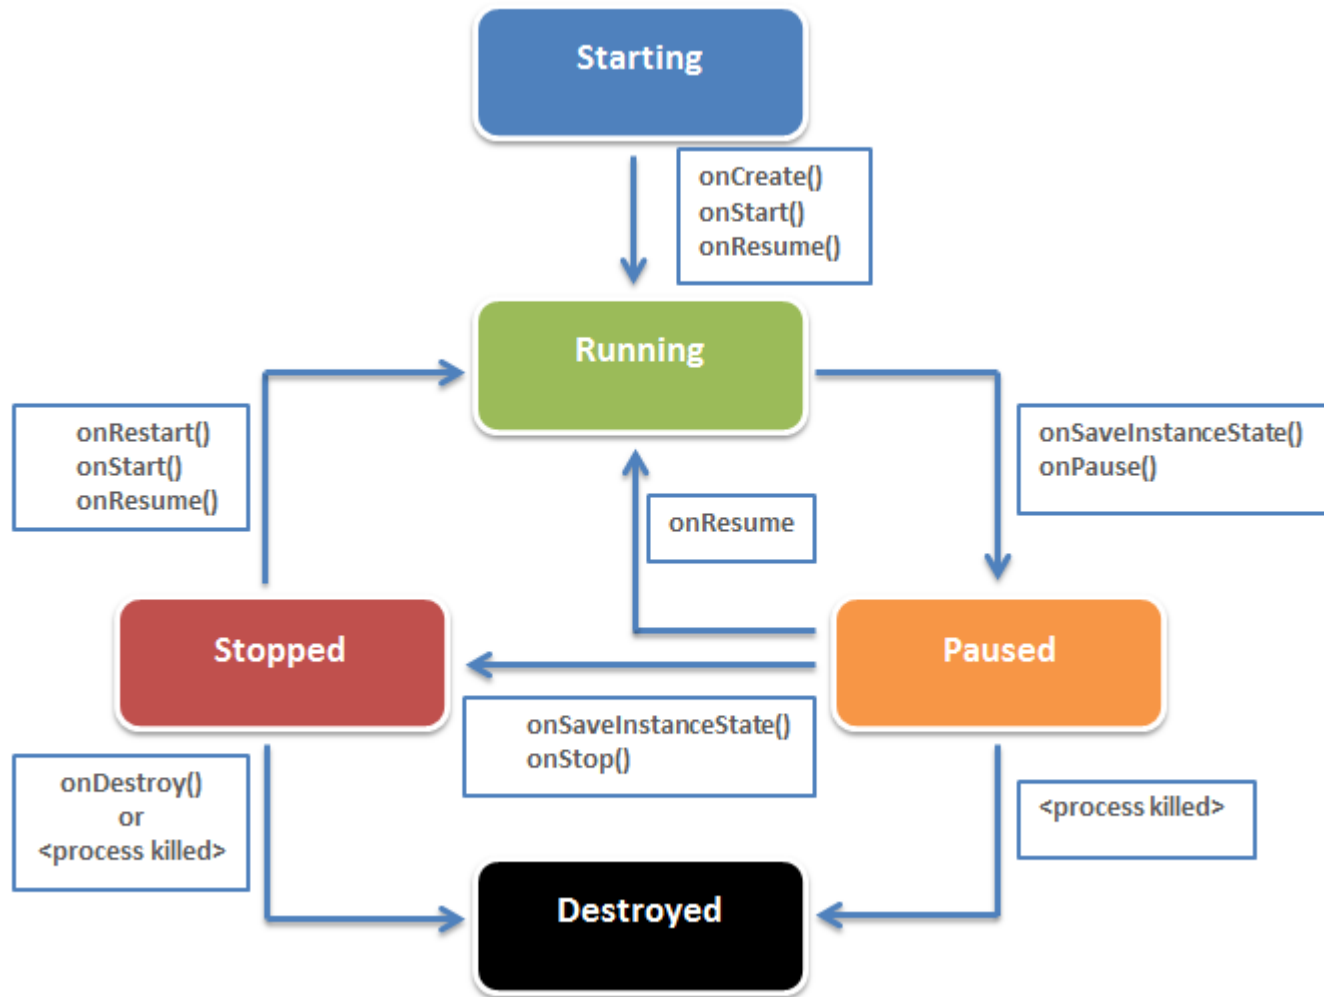 Starting
onCreate()
onStart()
onResume()
Running
onRestart()
onStart()
onResume()
onSaveInstanceState()
onPause()
onResume
Stopped
Paused
onSaveInstanceState()
onStop()
onDestroy()
or
<process killed>
<process killed>
Destroyed